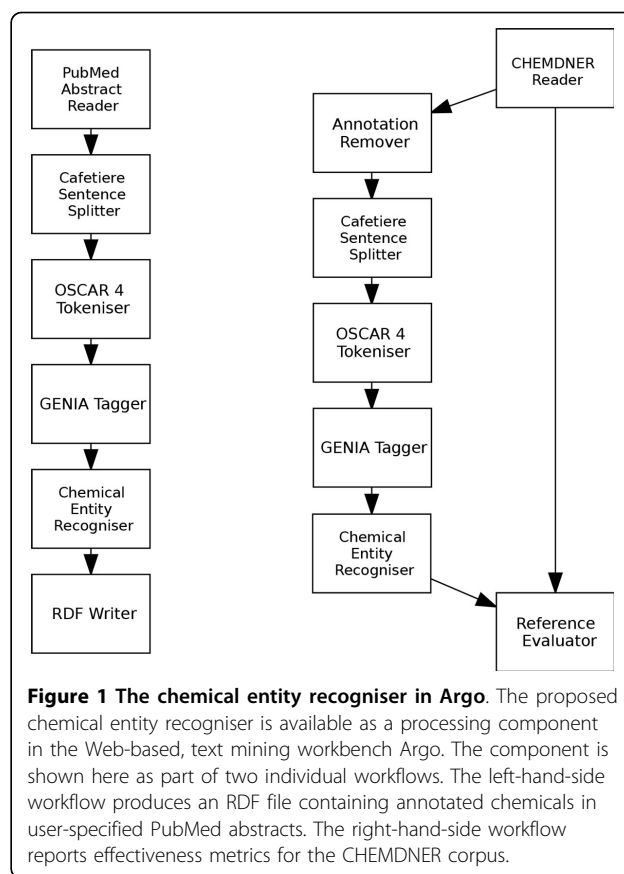 PubMed
Abstract
Reader
Cafetiere
Sentence
Splitter
OSCAR 4
Tokeniser
GENIA Tagger
Chemical
Entity
Recogniser
RDF Writer
CHEMDNER
Reader
Annotation
Remover
Cafetiere
Sentence
Splitter
OSCAR 4
Tokeniser
GENIA Tagger
Chemical
Entity
Recogniser
Reference
Evaluator
Figure 1 The chemical entity recogniser in Argo. The proposed
chemical entity recogniser is available as a processing component
in the Web-based, text mining workbench Argo. The component is
shown here as part of two individual workflows. The left-hand-side
workflow produces an RDF file containing annotated chemicals in
user-specified PubMed abstracts. The right-hand-side workflow
reports effectiveness metrics for the CHEMDNER corpus.